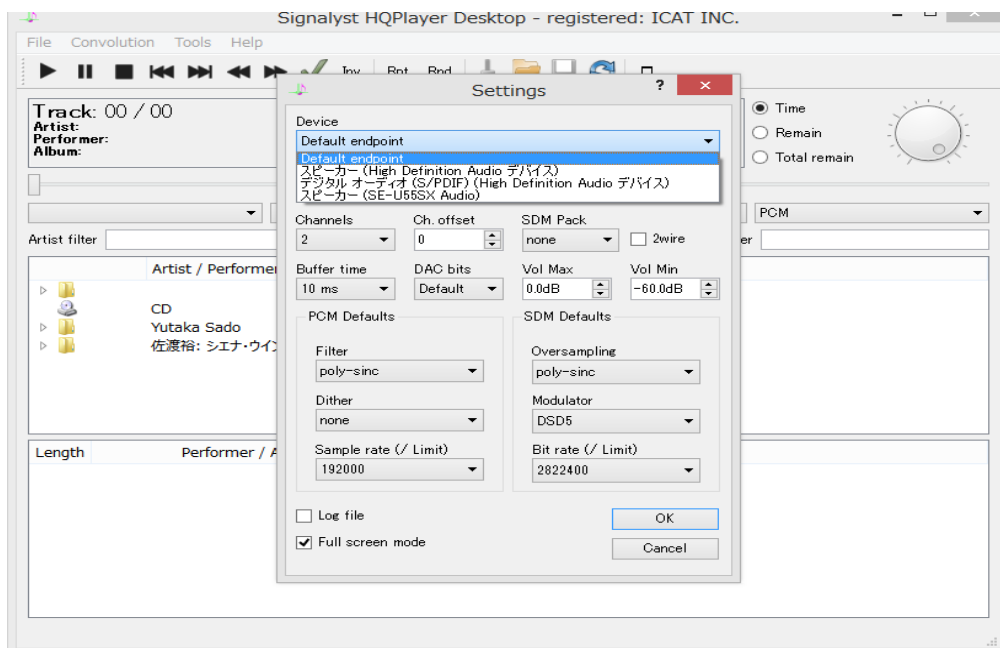 Signalyst HQPlayer Desktop - registered: ICAT INC.
File Convolution Tools Help
Inv Rpt Rnd
Track: 00 / 00
Artist:
Performer:
Album:
Time
Remain
Total remain
PCM
Artist filter
Artist / Performer
CD
Yutaka Sado
佐渡裕: シエナ・ウイン
Length Performer / A
Settings
?
Device
Default endpoint
Default endpoint
スピーカー (High Definition Audio デバイス)
デジタル オーディオ (S/PDIF) (High Definition Audio デバイス)
スピーカー (SE-U55SX Audio)
Channels Ch. offset SDM Pack
2 0 none 2wire
Buffer time DAC bits Vol Max Vol Min
10 ms Default 0.0dB -60.0dB
PCM Defaults
Filter
poly-sinc
Dither
none
Sample rate (/ Limit)
192000
SDM Defaults
Oversampling
poly-sinc
Modulator
DSD5
Bit rate (/ Limit)
2822400
Log file
Full screen mode
OK
Cancel